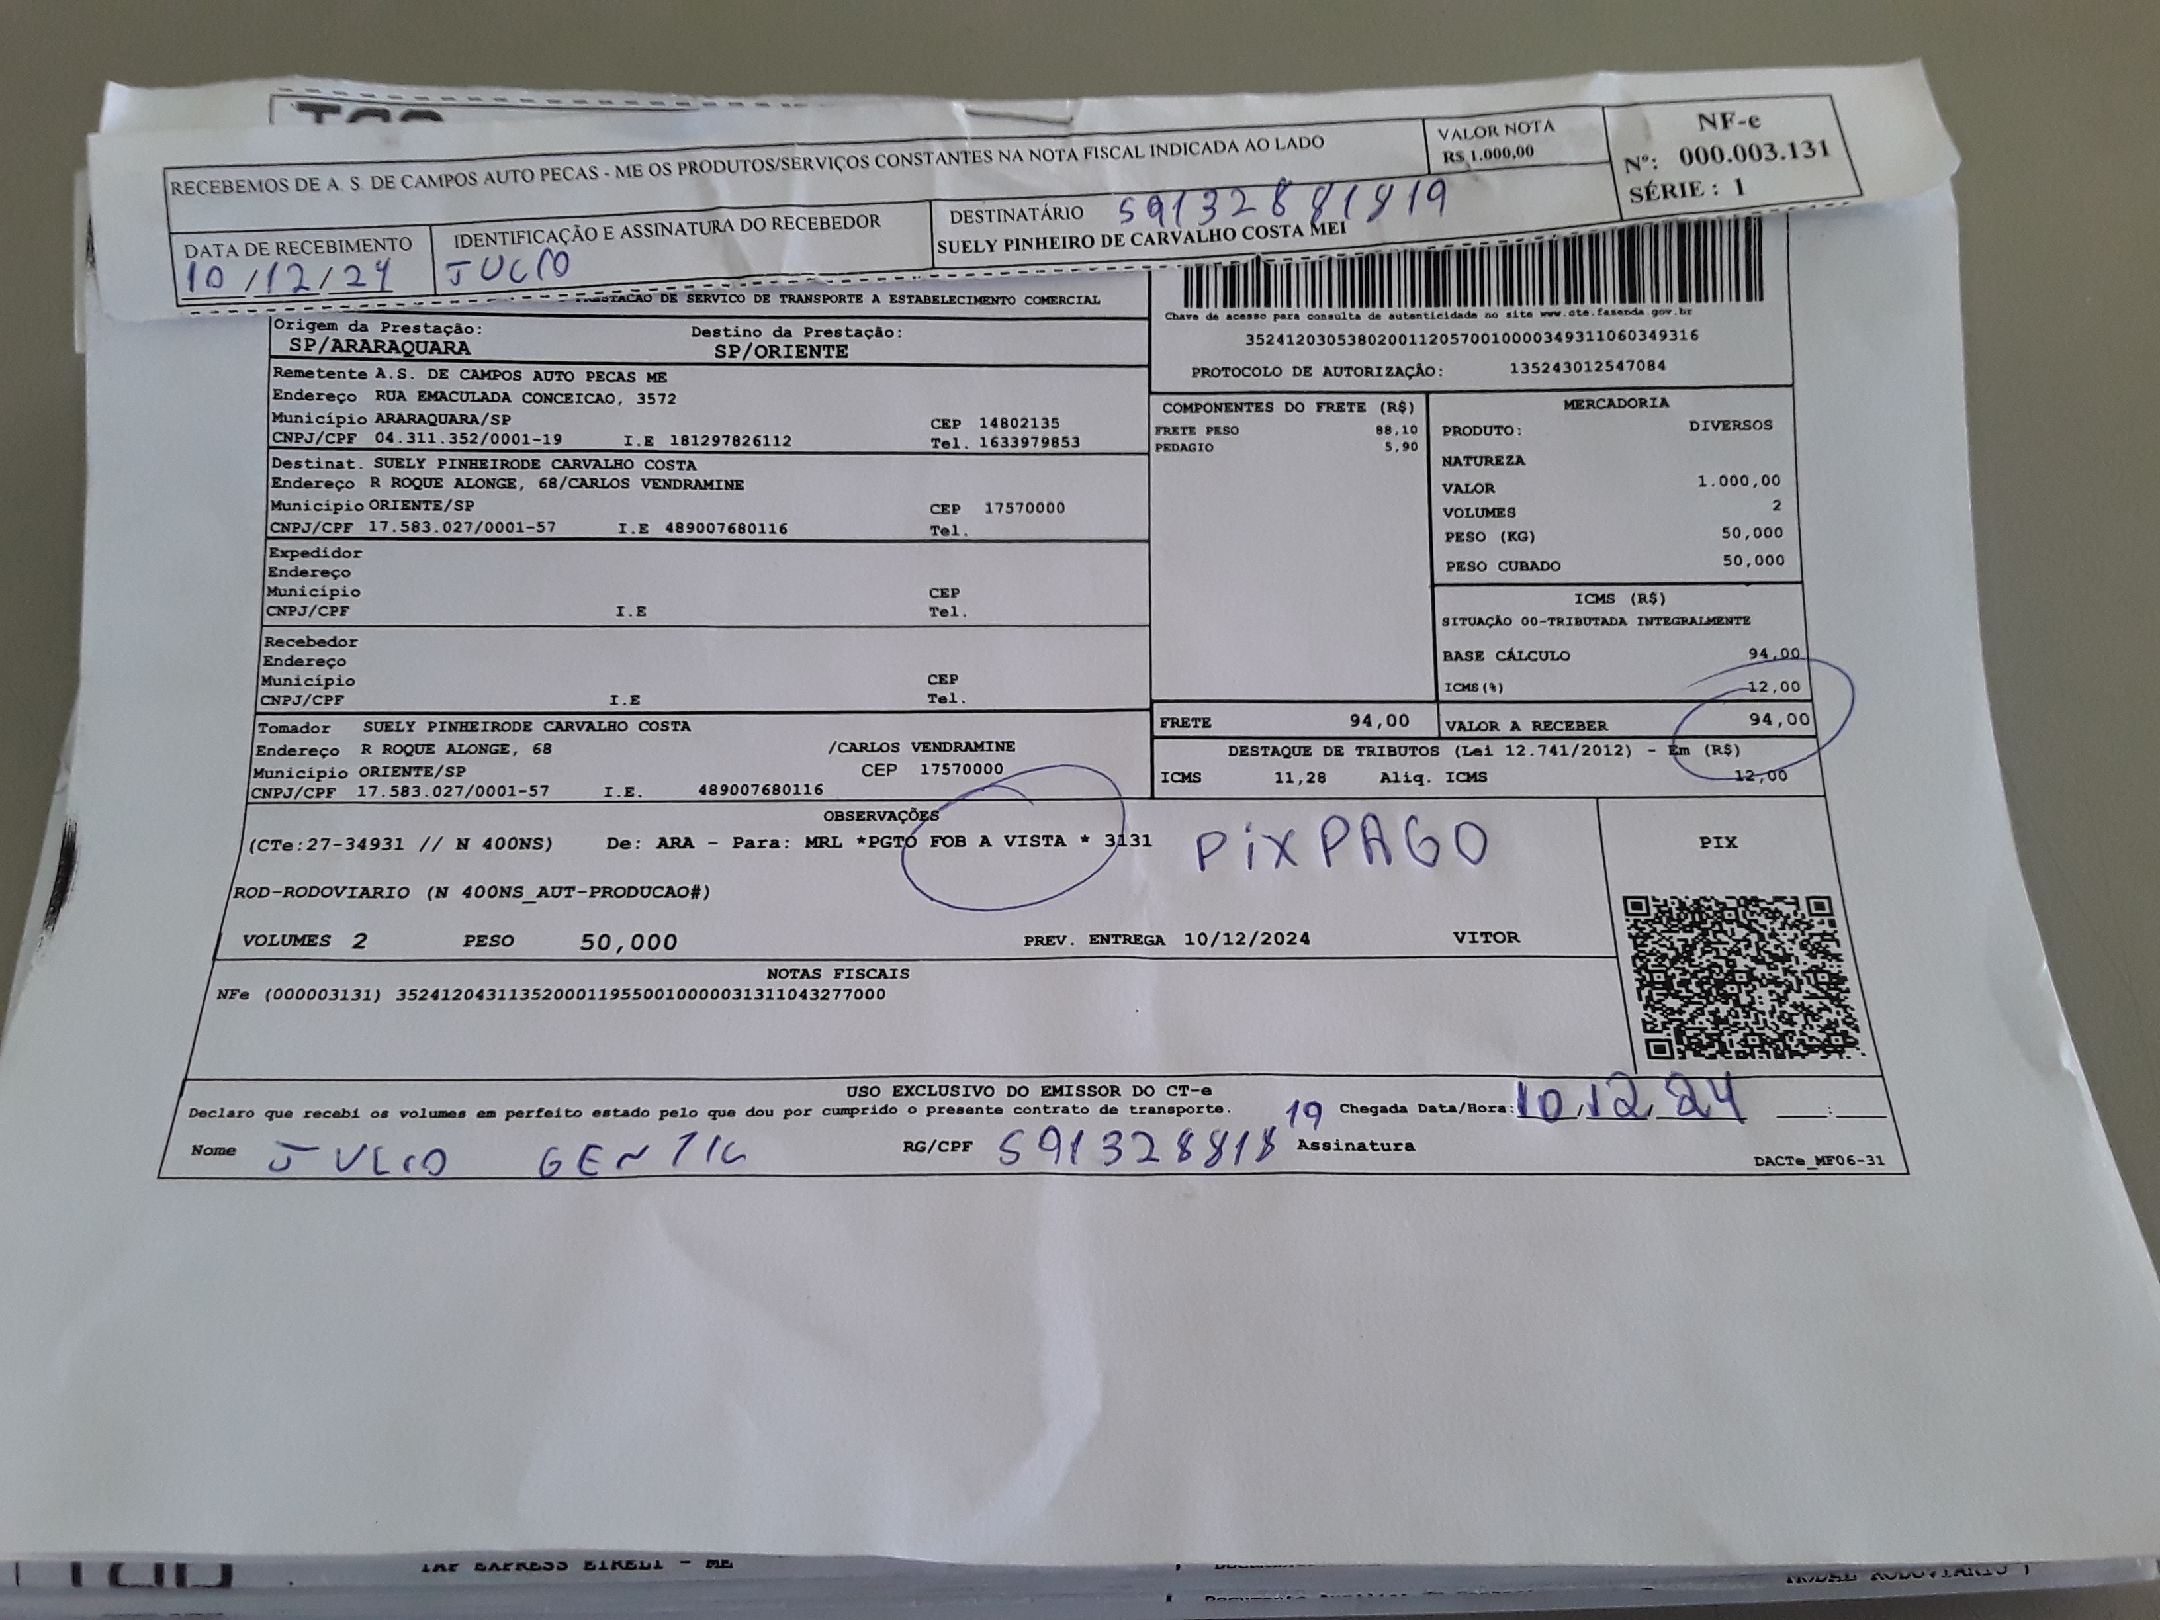 RECEBEMOS DE A. S. DE CAMPOS AUTO PECAS - ME OS PRODUTOS/SERVIÇOS CONSTANTES NA NOTA FISCAL INDICADA AO LADO
VALOR NOTA
R$ 1.000,00
NF-e
Nº: 000.003.131
SÉRIE : 1
DATA DE RECEBIMENTO
10/12/24
IDENTIFICAÇÃO E ASSINATURA DO RECEBEDOR
JULIO
DESTINATÁRIO 59132881819
SUELY PINHEIRO DE CARVALHO COSTA MEI
DE SERVICO DE TRANSPORTE A ESTABELECIMENTO COMERCIAL
Origem da Prestação: Destino da Prestação:
SP/ARARAQUARA SP/ORIENTE
Chave de acesso para consulta de autenticidade no site www.cte.fazenda.gov.br
35241203053802001120570010000349311060349316
PROTOCOLO DE AUTORIZAÇÃO: 135243012547084
Remetente A.S. DE CAMPOS AUTO PECAS ME
Endereço RUA EMACULADA CONCEICAO, 3572
Município ARARAQUARA/SP CEP 14802135
CNPJ/CPF 04.311.352/0001-19 I.E 181297826112 Tel. 1633979853
Destinat. SUELY PINHEIRODE CARVALHO COSTA
Endereço R ROQUE ALONGE, 68/CARLOS VENDRAMINE
Município ORIENTE/SP CEP 17570000
CNPJ/CPF 17.583.027/0001-57 I.E 489007680116 Tel.
Expedidor
Endereço
Município CEP
CNPJ/CPF I.E Tel.
Recebedor
Endereço
Município CEP
CNPJ/CPF I.E Tel.
Tomador SUELY PINHEIRODE CARVALHO COSTA
Endereço R ROQUE ALONGE, 68 /CARLOS VENDRAMINE
Município ORIENTE/SP CEP 17570000
CNPJ/CPF 17.583.027/0001-57 I.E. 489007680116
COMPONENTES DO FRETE (R$)
FRETE PESO 88,10
PEDAGIO 5,90
MERCADORIA
PRODUTO: DIVERSOS
NATUREZA
VALOR 1.000,00
VOLUMES 2
PESO (KG) 50,000
PESO CUBADO 50,000
ICMS (R$)
SITUAÇÃO 00-TRIBUTADA INTEGRALMENTE
BASE CÁLCULO 94,00
ICMS(%) 12,00
FRETE 94,00
VALOR A RECEBER 94,00
DESTAQUE DE TRIBUTOS (Lei 12.741/2012) - Em (R$)
ICMS 11,28 Aliq. ICMS 12,00
OBSERVAÇÕES
(CTe:27-34931 // N 400NS) De: ARA - Para: MRL *PGTO FOB A VISTA * 3131
PiX PAGO
PIX
ROD-RODOVIARIO (N 400NS_AUT-PRODUCAO#)
VOLUMES 2 PESO 50,000 PREV. ENTREGA 10/12/2024 VITOR
NOTAS FISCAIS
NFe (000003131) 35241204311352000119550010000031311043277000
USO EXCLUSIVO DO EMISSOR DO CT-e
Declaro que recebi os volumes em perfeito estado pelo que dou por cumprido o presente contrato de transporte. 19 Chegada Data/Hora: 10 12 24 :
Nome JULIO GENTIL RG/CPF 591328818 Assinatura
DACTe_MF06-31
EXPRESS EIRELI - ME